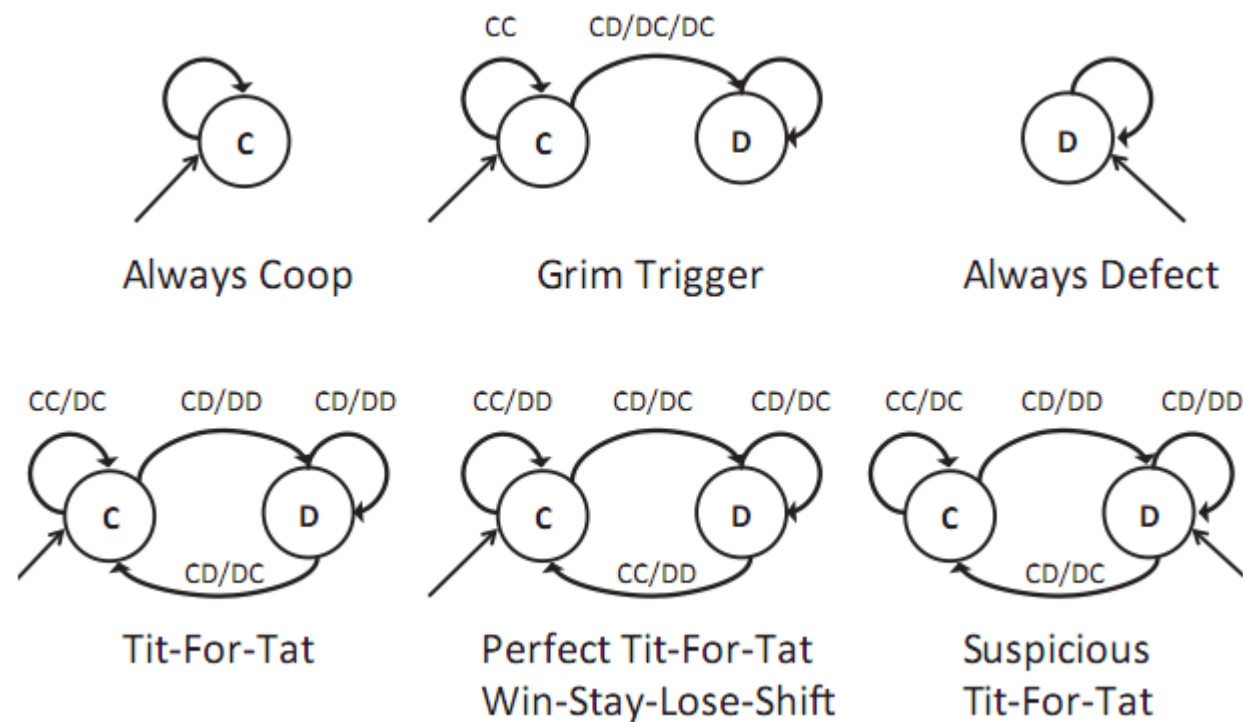 CC CD/DC/DC
C C D D
Always Coop Grim Trigger Always Defect
CC/DC CD/DD CD/DD CC/DD CD/DC CD/DC CC/DC CD/DD CD/DD
C D C D C D
CD/DC CC/DD CD/DC
Tit-For-Tat Perfect Tit-For-Tat Suspicious
Win-Stay-Lose-Shift Tit-For-Tat